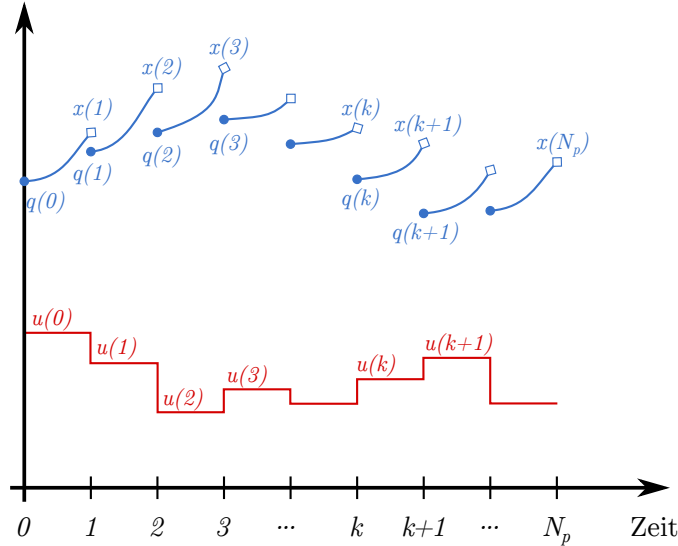 x(3)
x(2)
x(1)
x(k)
x(k+1)
x(N_p)
q(0)
q(1)
q(2)
q(3)
q(k)
q(k+1)
u(0)
u(1)
u(2)
u(3)
u(k)
u(k+1)
0 1 2 3 ... k k+1 ... N_p Zeit